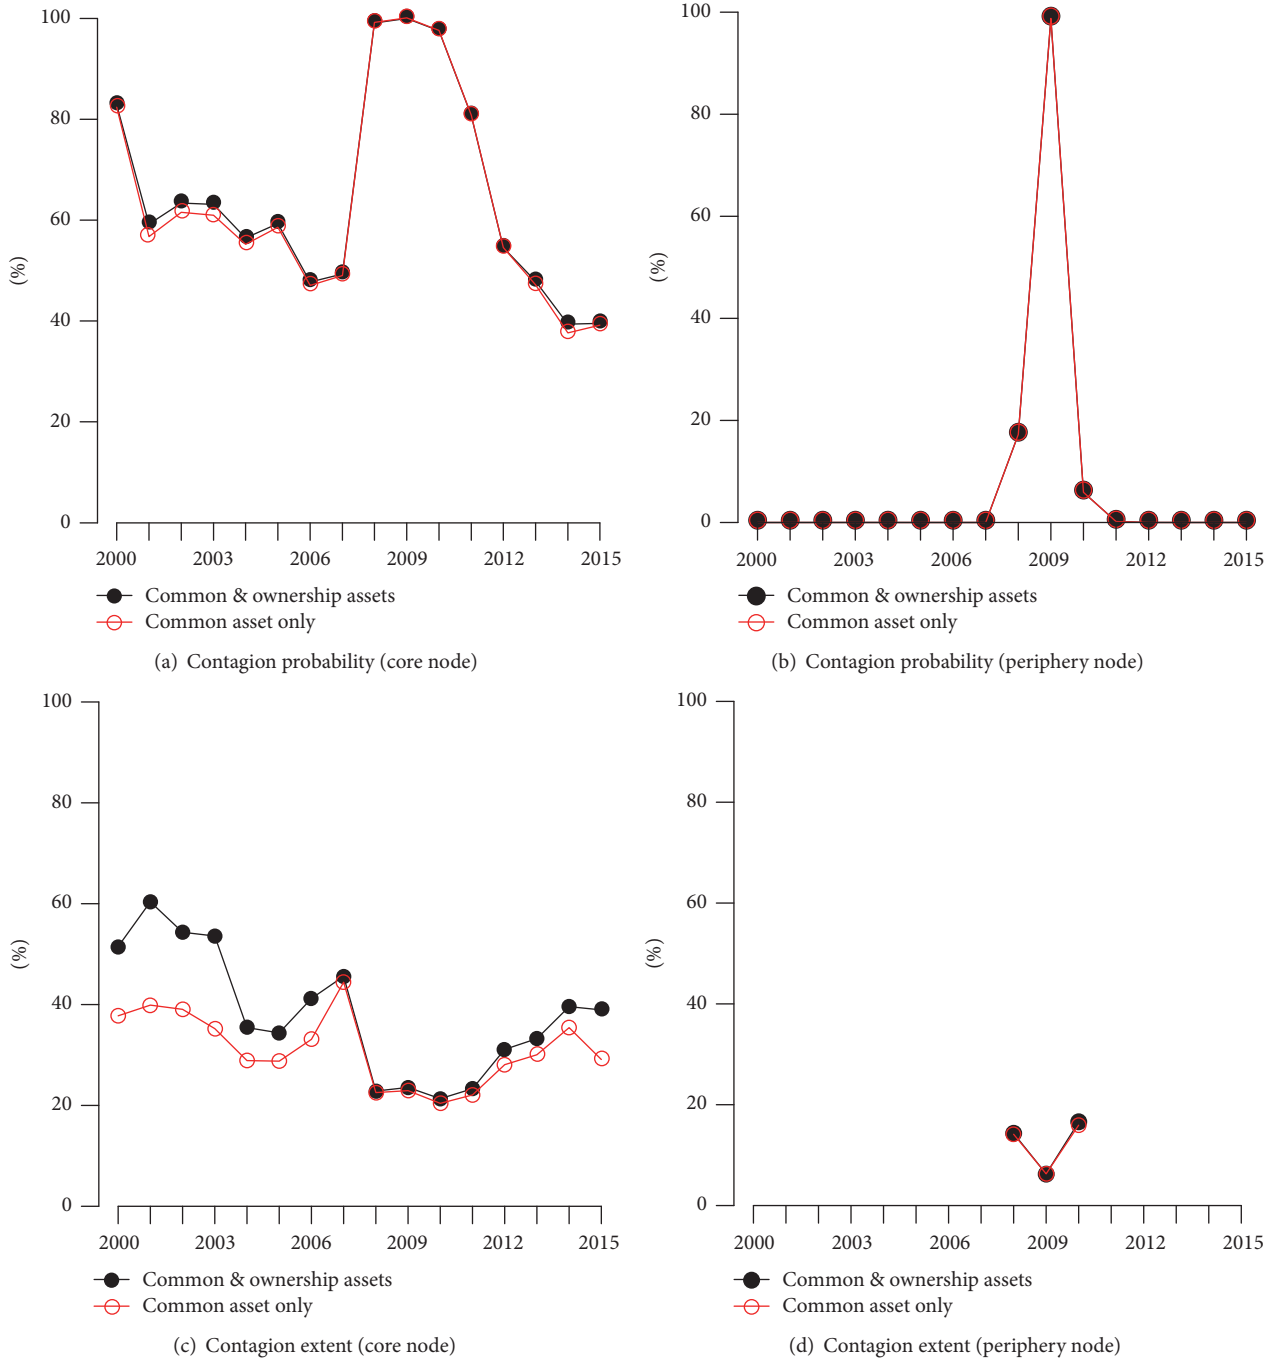 100
80
60
40
20
0
(%)
2000 2003 2006 2009 2012 2015
Common & ownership assets
Common asset only
(a) Contagion probability (core node)
100
80
60
40
20
0
(%)
2000 2003 2006 2009 2012 2015
Common & ownership assets
Common asset only
(b) Contagion probability (periphery node)
100
80
60
40
20
0
(%)
2000 2003 2006 2009 2012 2015
Common & ownership assets
Common asset only
(c) Contagion extent (core node)
100
80
60
40
20
0
(%)
2000 2003 2006 2009 2012 2015
Common & ownership assets
Common asset only
(d) Contagion extent (periphery node)